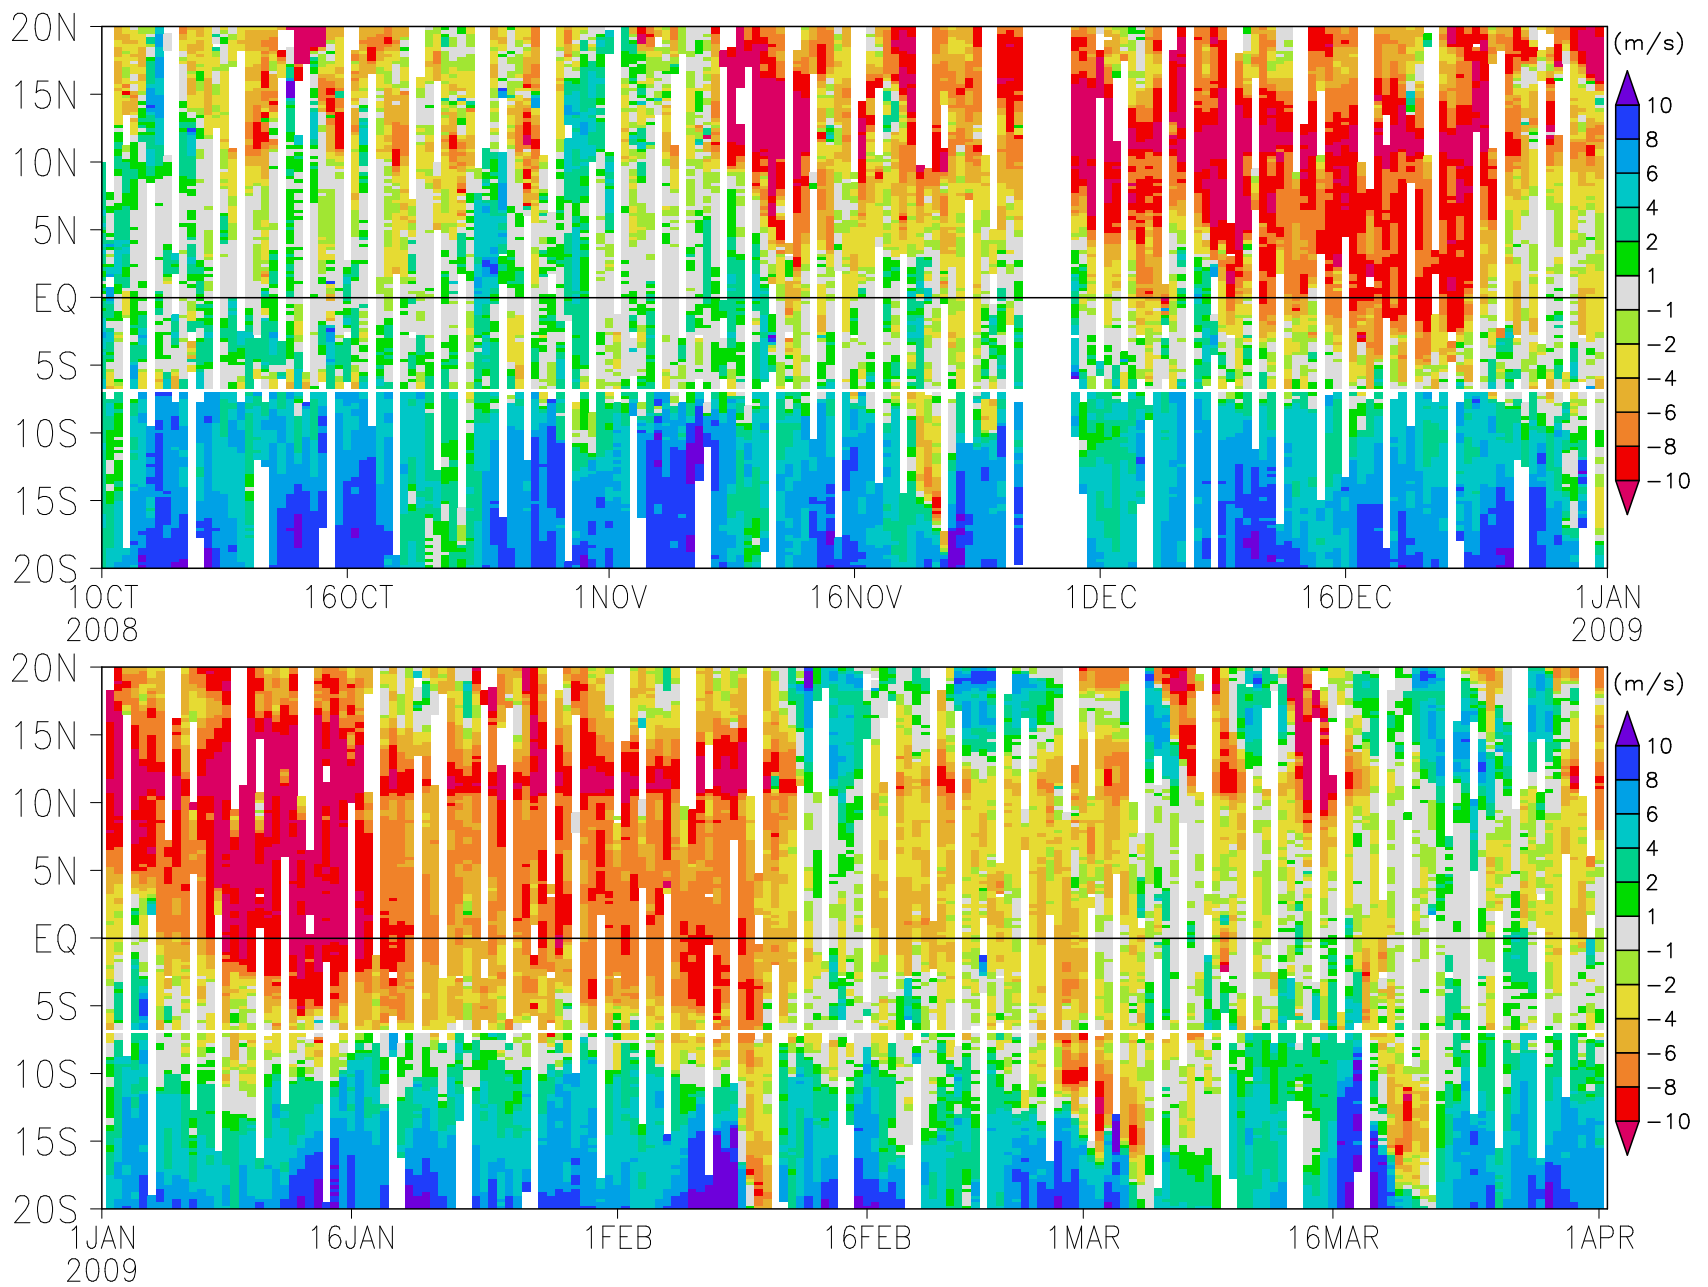 20N
15N
10N
5N
EQ
5S
10S
15S
20S
1OCT 16OCT 1NOV 16NOV 1DEC 16DEC 1JAN
2008 2009
(m/s)
10
8
6
4
2
1
−1
−2
−4
−6
−8
−10
20N
15N
10N
5N
EQ
5S
10S
15S
20S
1JAN 16JAN 1FEB 16FEB 1MAR 16MAR 1APR
2009
(m/s)
10
8
6
4
2
1
−1
−2
−4
−6
−8
−10